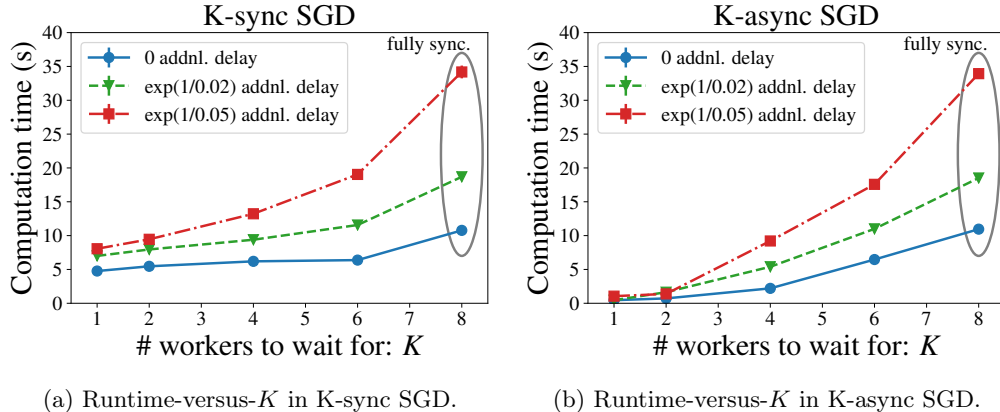 K-sync SGD
40
35
30
25
20
15
10
5
0
Computation time (s)
0 addnl. delay
exp(1/0.02) addnl. delay
exp(1/0.05) addnl. delay
fully sync.
1 2 3 4 5 6 7 8
# workers to wait for: K
(a) Runtime-versus-K in K-sync SGD.
K-async SGD
40
35
30
25
20
15
10
5
0
Computation time (s)
0 addnl. delay
exp(1/0.02) addnl. delay
exp(1/0.05) addnl. delay
fully sync.
1 2 3 4 5 6 7 8
# workers to wait for: K
(b) Runtime-versus-K in K-async SGD.